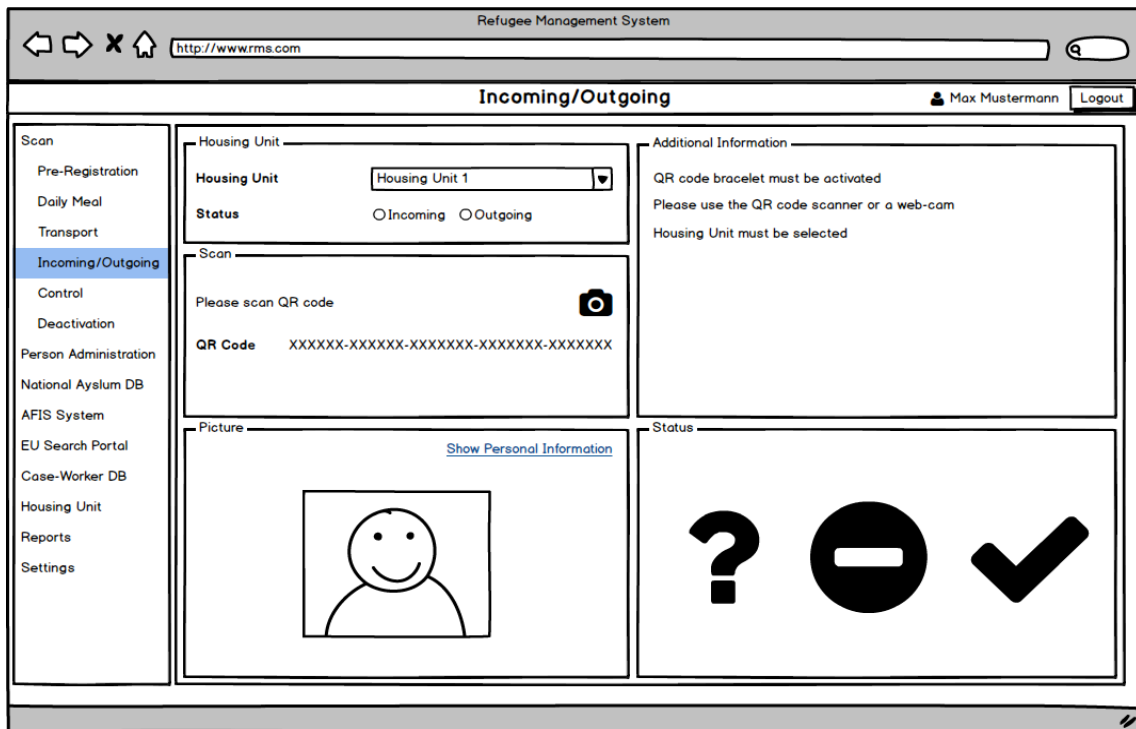 Refugee Management System
http://www.rms.com
Incoming/Outgoing
Max Mustermann
Logout
Scan
Pre-Registration
Daily Meal
Transport
Incoming/Outgoing
Control
Deactivation
Person Administration
National Ayslum DB
AFIS System
EU Search Portal
Case-Worker DB
Housing Unit
Reports
Settings
Housing Unit
Housing Unit Housing Unit 1
Status Incoming Outgoing
Scan
Please scan QR code
QR Code XXXXXX-XXXXXX-XXXXXXX-XXXXXXX-XXXXXXX
Picture
Show Personal Information
Additional Information
QR code bracelet must be activated
Please use the QR code scanner or a web-cam
Housing Unit must be selected
Status